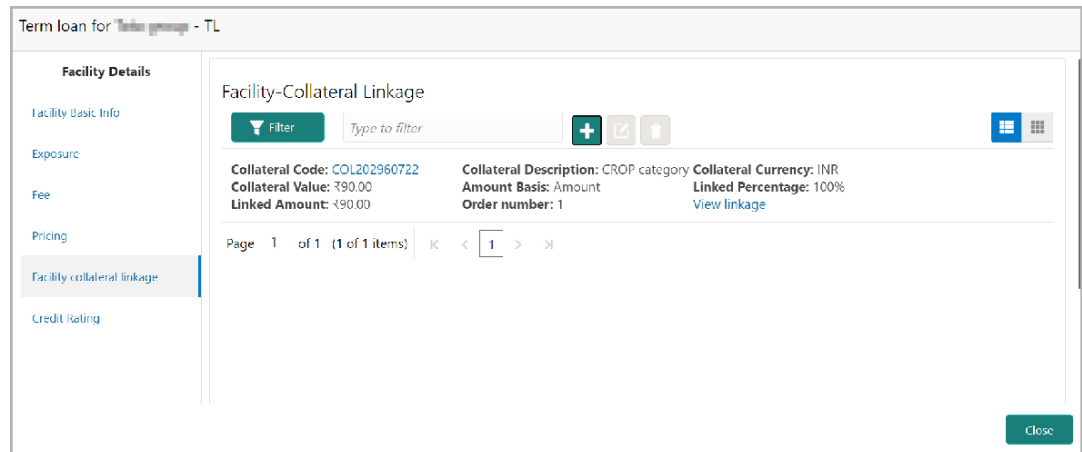 Term loan for - TL
Facility Details
Facility Basic Info
Exposure
Fee
Pricing
Facility collateral linkage
Credit Rating
Facility-Collateral Linkage
Filter
Type to filter
Collateral Code: COL202960722 Collateral Description: CROP category Collateral Currency: INR
Collateral Value: ₹90.00 Amount Basis: Amount Linked Percentage: 100%
Linked Amount: ₹90.00 Order number: 1 View linkage
Page 1 of 1 (1 of 1 items) 1
Close